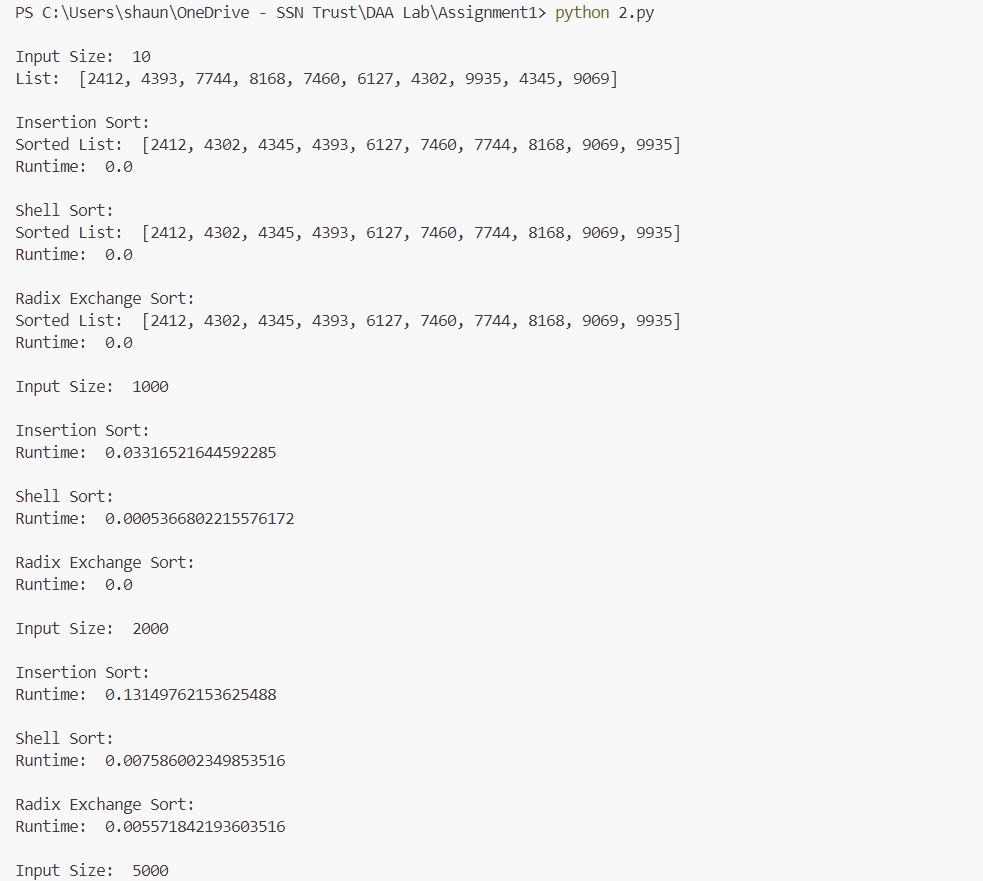 PS C:\Users\shaun\OneDrive - SSN Trust\DAA Lab\Assignment1> python 2.py
Input Size:  10
List:  [2412, 4393, 7744, 8168, 7460, 6127, 4302, 9935, 4345, 9069]
Insertion Sort:
Sorted List:  [2412, 4302, 4345, 4393, 6127, 7460, 7744, 8168, 9069, 9935]
Runtime:  0.0
Shell Sort:
Sorted List:  [2412, 4302, 4345, 4393, 6127, 7460, 7744, 8168, 9069, 9935]
Runtime:  0.0
Radix Exchange Sort:
Sorted List:  [2412, 4302, 4345, 4393, 6127, 7460, 7744, 8168, 9069, 9935]
Runtime:  0.0
Input Size:  1000
Insertion Sort:
Runtime:  0.03316521644592285
Shell Sort:
Runtime:  0.0005366802215576172
Radix Exchange Sort:
Runtime:  0.0
Input Size:  2000
Insertion Sort:
Runtime:  0.13149762153625488
Shell Sort:
Runtime:  0.007586002349853516
Radix Exchange Sort:
Runtime:  0.005571842193603516
Input Size:  5000